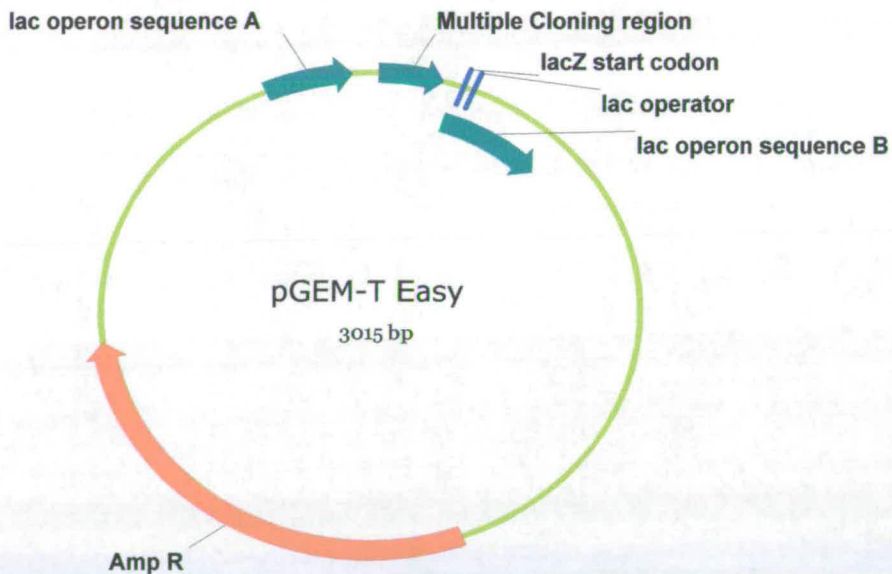 lac operon sequence A
Multiple Cloning region
lacZ start codon
lac operator
lac operon sequence B
pGEM-T Easy
3015 bp
Amp R